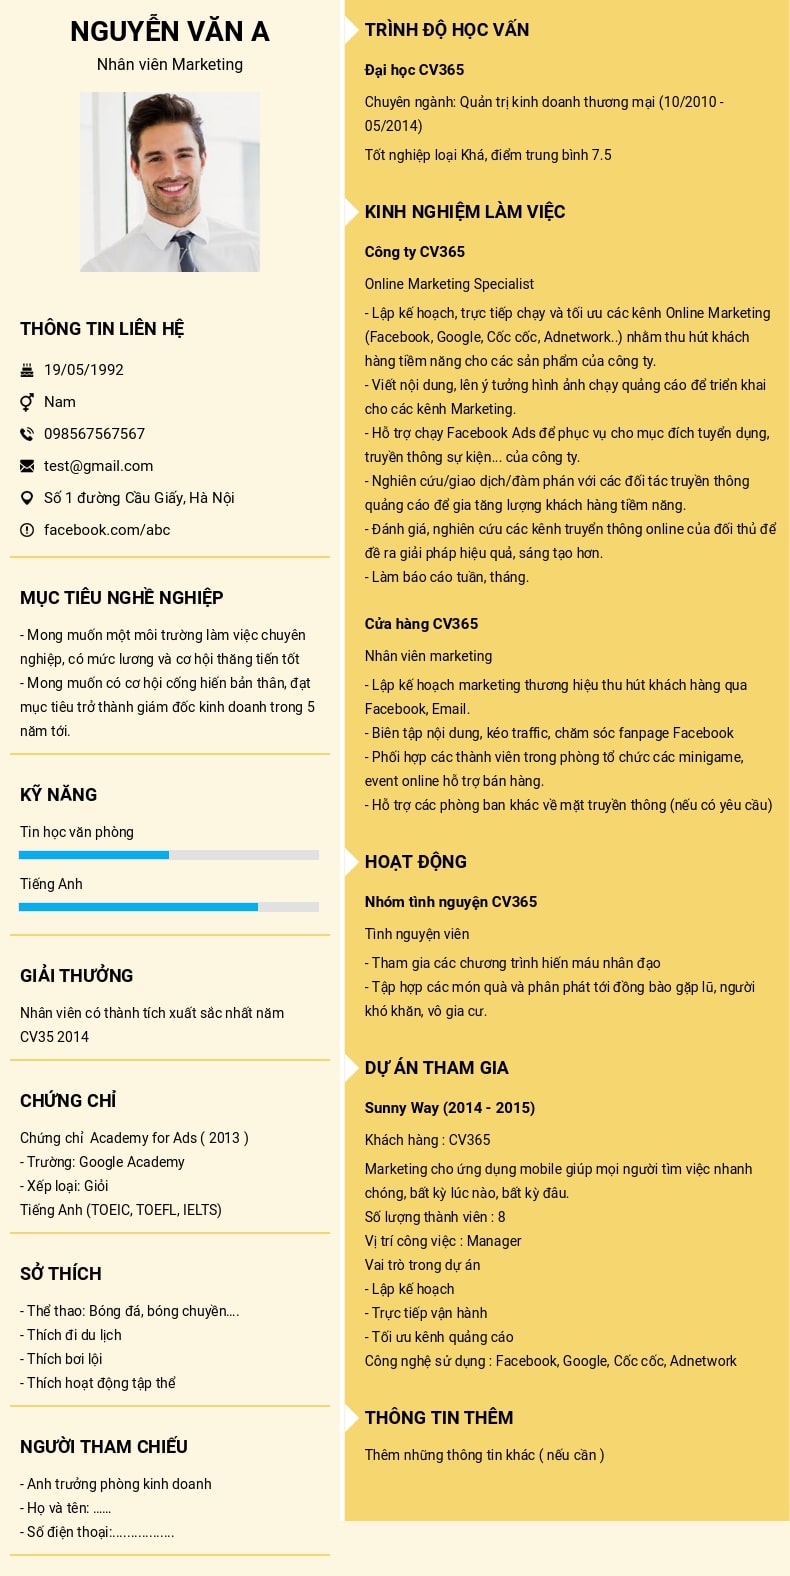 NGUYỄN VĂN A
Nhân viên Marketing
THÔNG TIN LIÊN HỆ
19/05/1992
Nam
098567567567
test@gmail.com
Số 1 đường Cầu Giấy, Hà Nội
facebook.com/abc
MỤC TIÊU NGHỀ NGHIỆP
- Mong muốn một môi trường làm việc chuyên
nghiệp, có mức lương và cơ hội thăng tiến tốt
- Mong muốn có cơ hội cống hiến bản thân, đạt
mục tiêu trở thành giám đốc kinh doanh trong 5
năm tới.
KỸ NĂNG
Tin học văn phòng
Tiếng Anh
GIẢI THƯỞNG
Nhân viên có thành tích xuất sắc nhất năm
CV35 2014
CHỨNG CHỈ
Chứng chỉ  Academy for Ads ( 2013 )
- Trường: Google Academy
- Xếp loại: Giỏi
Tiếng Anh (TOEIC, TOEFL, IELTS)
SỞ THÍCH
- Thể thao: Bóng đá, bóng chuyền....
- Thích đi du lịch
- Thích bơi lội
- Thích hoạt động tập thể
NGƯỜI THAM CHIẾU
- Anh trưởng phòng kinh doanh
- Họ và tên: ......
- Số điện thoại:.................
TRÌNH ĐỘ HỌC VẤN
Đại học CV365
Chuyên ngành: Quản trị kinh doanh thương mại (10/2010 -
05/2014)
Tốt nghiệp loại Khá, điểm trung bình 7.5
KINH NGHIỆM LÀM VIỆC
Công ty CV365
Online Marketing Specialist
- Lập kế hoạch, trực tiếp chạy và tối ưu các kênh Online Marketing
(Facebook, Google, Cốc cốc, Adnetwork..) nhằm thu hút khách
hàng tiềm năng cho các sản phẩm của công ty.
- Viết nội dung, lên ý tưởng hình ảnh chạy quảng cáo để triển khai
cho các kênh Marketing.
- Hỗ trợ chạy Facebook Ads để phục vụ cho mục đích tuyển dụng,
truyền thông sự kiện... của công ty.
- Nghiên cứu/giao dịch/đàm phán với các đối tác truyền thông
quảng cáo để gia tăng lượng khách hàng tiềm năng.
- Đánh giá, nghiên cứu các kênh truyển thông online của đối thủ để
đề ra giải pháp hiệu quả, sáng tạo hơn.
- Làm báo cáo tuần, tháng.
Cửa hàng CV365
Nhân viên marketing
- Lập kế hoạch marketing thương hiệu thu hút khách hàng qua
Facebook, Email.
- Biên tập nội dung, kéo traffic, chăm sóc fanpage Facebook
- Phối hợp các thành viên trong phòng tổ chức các minigame,
event online hỗ trợ bán hàng.
- Hỗ trợ các phòng ban khác về mặt truyền thông (nếu có yêu cầu)
HOẠT ĐỘNG
Nhóm tình nguyện CV365
Tình nguyện viên
- Tham gia các chương trình hiến máu nhân đạo
- Tập hợp các món quà và phân phát tới đồng bào gặp lũ, người
khó khăn, vô gia cư.
DỰ ÁN THAM GIA
Sunny Way (2014 - 2015)
Khách hàng : CV365
Marketing cho ứng dụng mobile giúp mọi người tìm việc nhanh
chóng, bất kỳ lúc nào, bất kỳ đâu.
Số lượng thành viên : 8
Vị trí công việc : Manager
Vai trò trong dự án
- Lập kế hoạch
- Trực tiếp vận hành
- Tối ưu kênh quảng cáo
Công nghệ sử dụng : Facebook, Google, Cốc cốc, Adnetwork
THÔNG TIN THÊM
Thêm những thông tin khác ( nếu cần )